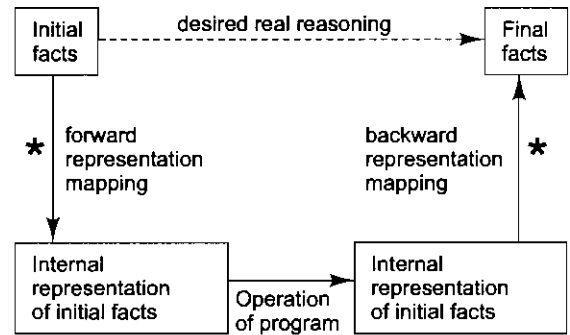 Initial
facts
desired real reasoning
Final
facts
*
forward
representation
mapping
backward
representation
mapping
*
Internal
representation
of initial facts
Operation
of program
Internal
representation
of initial facts